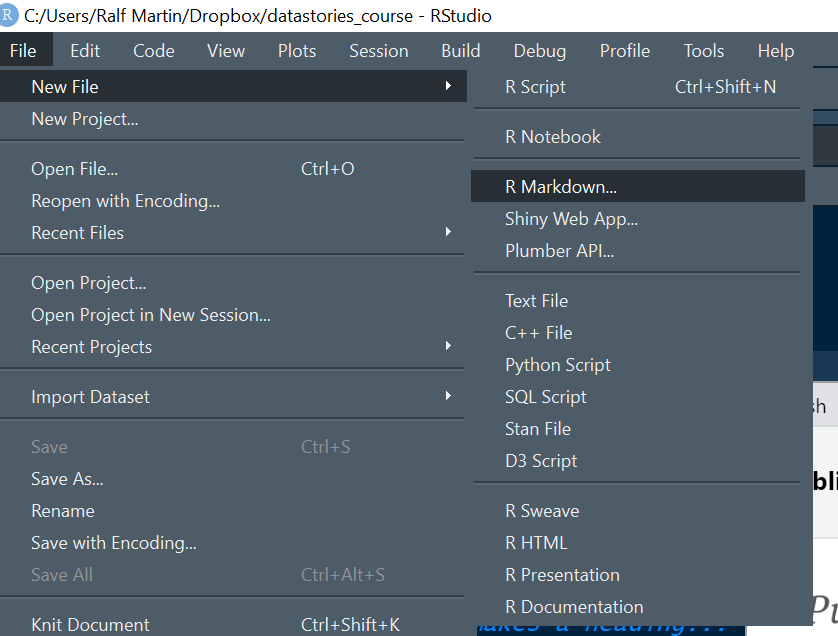 R C:/Users/Ralf Martin/Dropbox/datastories_course - RStudio
File Edit Code View Plots Session Build Debug Profile Tools Help
New File
New Project...
Open File... Ctrl+O
Reopen with Encoding...
Recent Files
Open Project...
Open Project in New Session...
Recent Projects
Import Dataset
Save Ctrl+S
Save As...
Rename
Save with Encoding...
Save All Ctrl+Alt+S
Knit Document Ctrl+Shift+K
R Script Ctrl+Shift+N
R Notebook
R Markdown...
Shiny Web App...
Plumber API...
Text File
C++ File
Python Script
SQL Script
Stan File
D3 Script
R Sweave
R HTML
R Presentation
R Documentation
makes a heading...